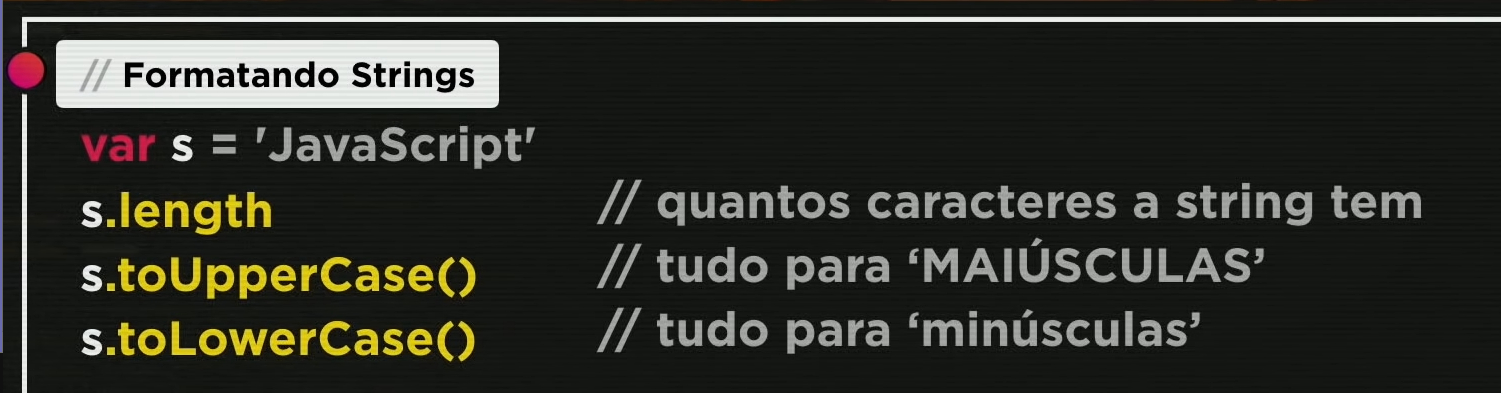 // Formatando Strings
var s = 'JavaScript'
s.length // quantos caracteres a string tem
s.toUpperCase() // tudo para ‘MAIÚSCULAS’
s.toLowerCase() // tudo para ‘minúsculas’